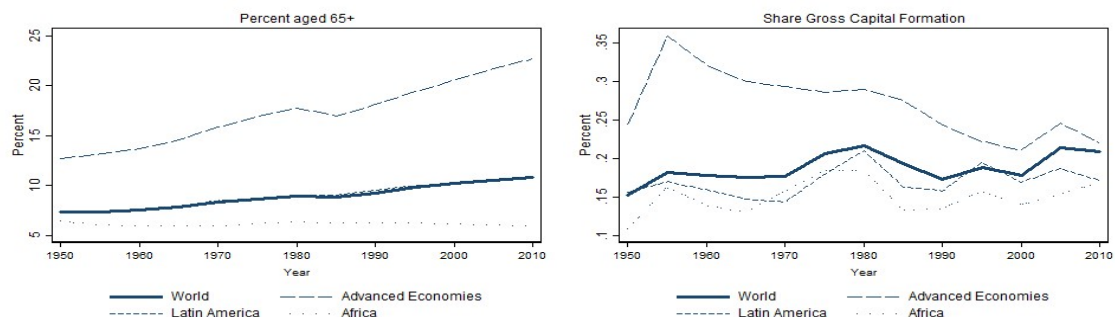 Percent aged 65+
25
20
15
10
5
Percent
1950 1960 1970 1980 1990 2000 2010
Year
World Advanced Economies
Latin America Africa
Share Gross Capital Formation
.35
.3
.25
.2
.15
.1
Percent
1950 1960 1970 1980 1990 2000 2010
Year
World Advanced Economies
Latin America Africa